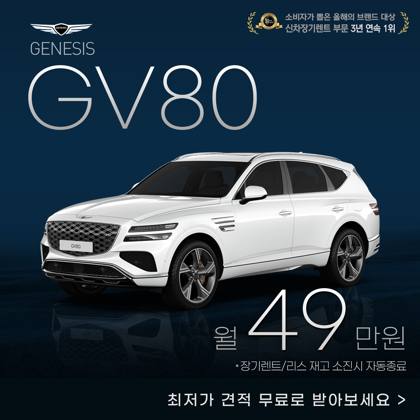 소비자가 뽑은 올해의 브랜드 대상
신차장기렌트 부문 3년 연속 1위
GENESIS
GV80
GV80
월 49만원
*장기렌트/리스 재고 소진시 자동종료
최저가 견적 무료로 받아보세요 >